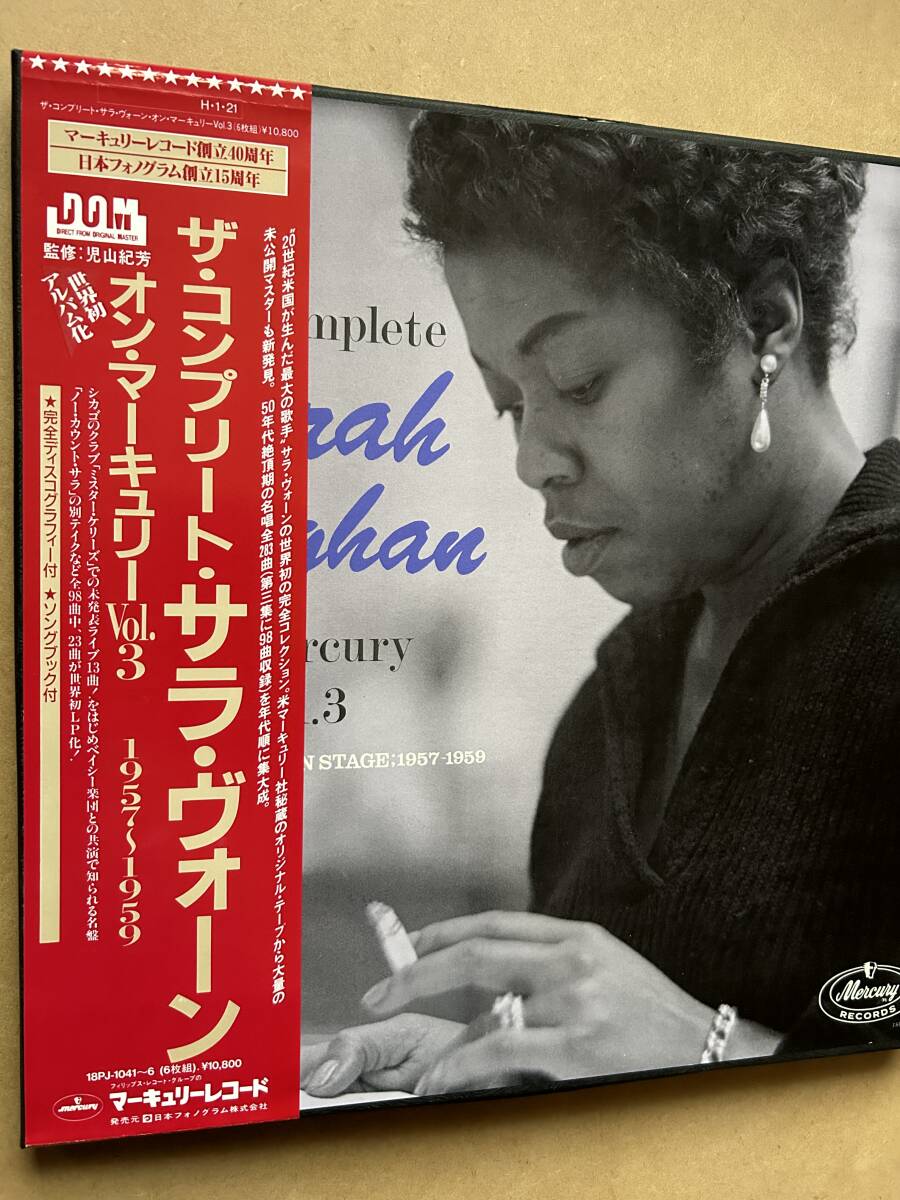 H・1・21
ザ・コンプリート・サラ・ヴォーン・オン・マーキュリーVol.3(6枚組)¥10,800
マーキュリーレコード創立40周年
日本フォノグラム創立15周年
DOM
DIRECT FROM ORIGINAL MASTER
監修:児山紀芳
世界初
アルバム化
ザ・コンプリート・サラ・ヴォーン
オン・マーキュリーVol.3 1957〜1959
“20世紀米国が生んだ最大の歌手”サラ・ヴォーンの世界初の完全コレクション。米マーキュリー社秘蔵のオリジナル・テープから大量の
未公開マスターも新発見。50年代絶頂期の名唱全283曲(第三集に98曲収録)を年代順に集大成。
シカゴのクラブ「ミスター・ケリーズ」での未発表ライブ13曲!をはじめベイシー楽団との共演で知られる名盤
「ノー・カウント・サラ」の別テイクなど全98曲中、23曲が世界初LP化!
★完全ディスコグラフィー付 ★ソングブック付
18PJ-1041〜6 (6枚組).¥10,800
フィリップス・レコード・グループの
mercury
マーキュリーレコード
発売元 日本フォノグラム株式会社
mplete
rah
han
rcury
.3
N STAGE;1957-1959
Mercury
RECORDS